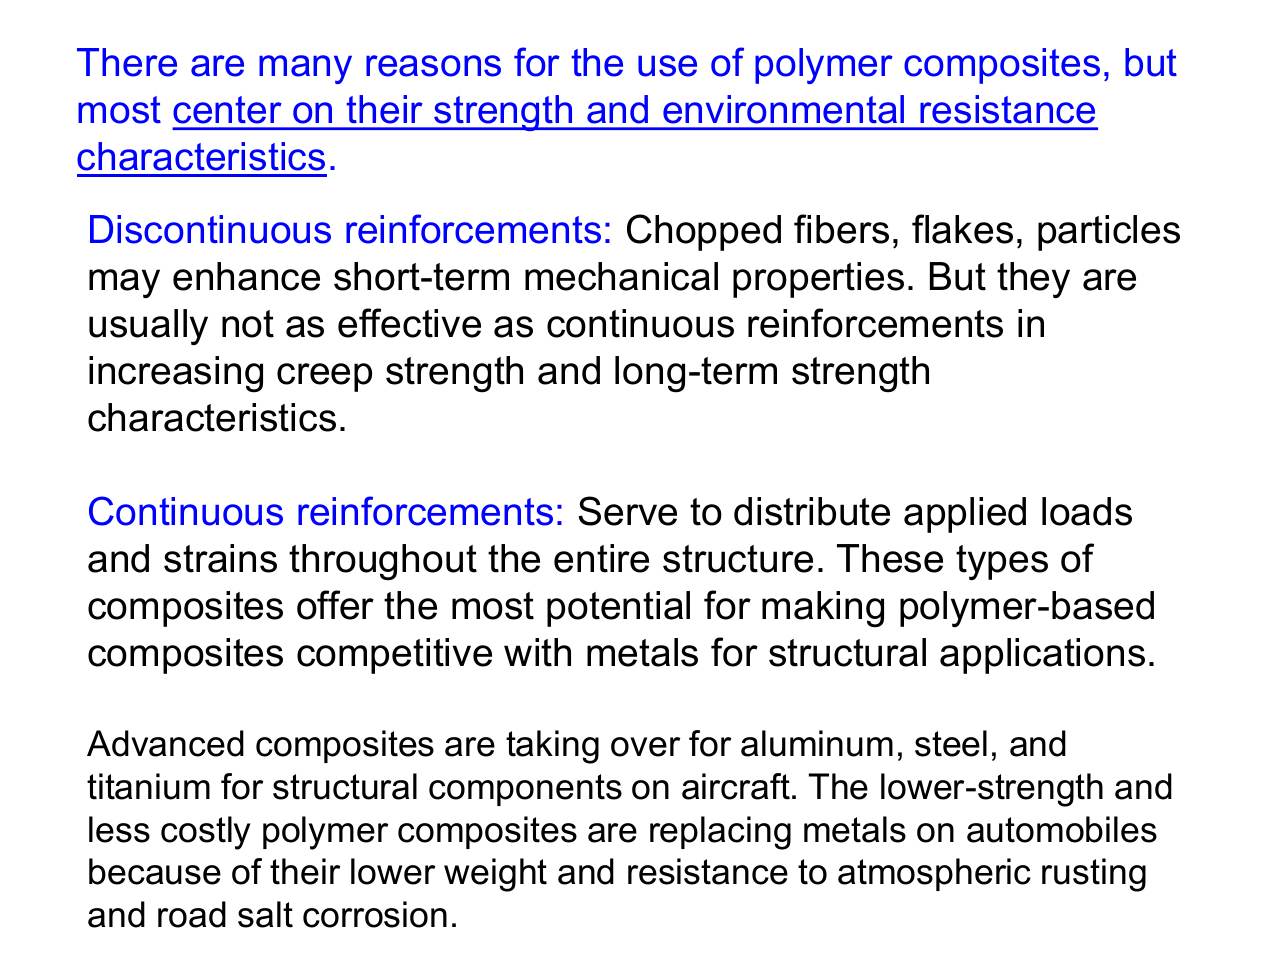 There are many reasons for the use of polymer composites, but
most center on their strength and environmental resistance
characteristics.
Discontinuous reinforcements: Chopped fibers, flakes, particles
may enhance short-term mechanical properties. But they are
usually not as effective as continuous reinforcements in
increasing creep strength and long-term strength
characteristics.
Continuous reinforcements: Serve to distribute applied loads
and strains throughout the entire structure. These types of
composites offer the most potential for making polymer-based
composites competitive with metals for structural applications.
Advanced composites are taking over for aluminum, steel, and
titanium for structural components on aircraft. The lower-strength and
less costly polymer composites are replacing metals on automobiles
because of their lower weight and resistance to atmospheric rusting
and road salt corrosion.